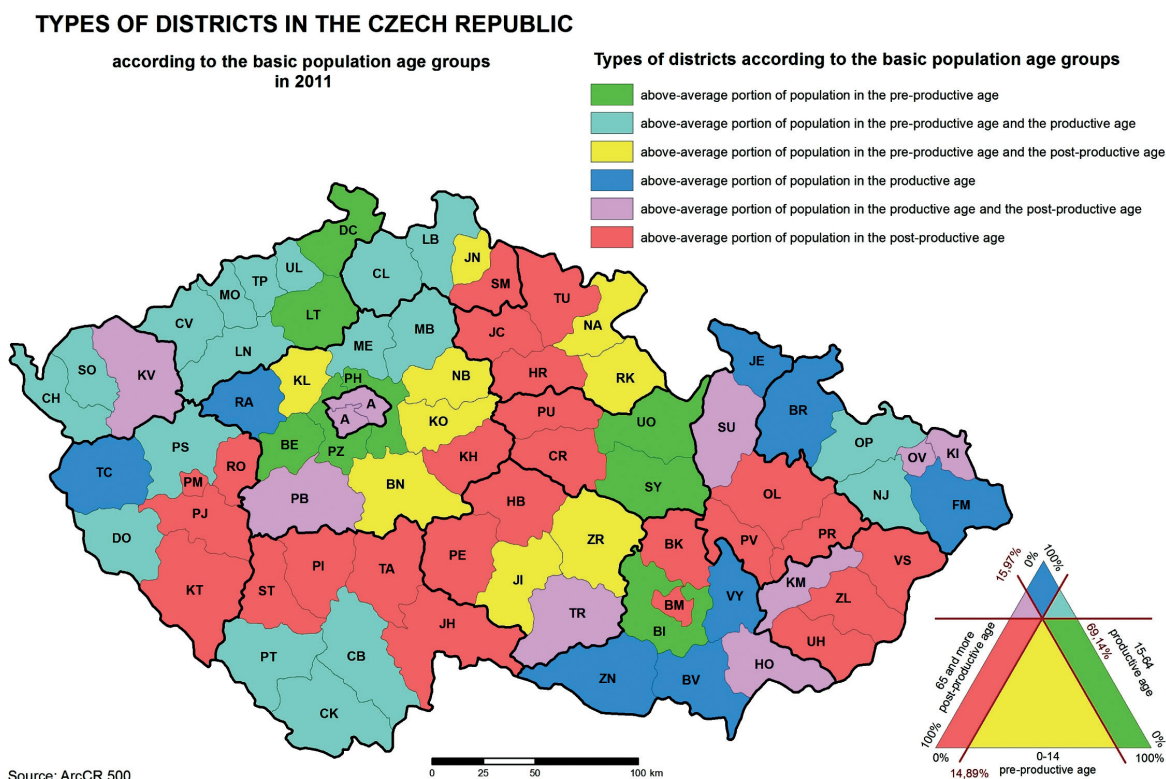 TYPES OF DISTRICTS IN THE CZECH REPUBLIC
according to the basic population age groups
in 2011
Types of districts according to the basic population age groups
above-average portion of population in the pre-productive age
above-average portion of population in the pre-productive age and the productive age
above-average portion of population in the pre-productive age and the post-productive age
above-average portion of population in the productive age
above-average portion of population in the productive age and the post-productive age
above-average portion of population in the post-productive age
DC
LB
JN
UL
CL
TP
SM
MO
TU
LT
CV
NA
MB
JC
ME
LN
JE
SO
KV
HR
KL
PH
NB
RK
CH
RA
A
BR
A
KO
PU
UO
SU
OP
BE
PS
PZ
OV
KI
RO
KH
CR
TC
PM
BN
SY
OL
NJ
PB
FM
PJ
HB
DO
ZR
BK
PV
PR
PE
VS
PI
TA
JI
KM
KT
ST
VY
ZL
BM
TR
JH
BI
UH
PT
CB
HO
ZN
BV
CK
15,97%
0%
100%
65 and more
post-productive age
69,14%
15-64
productive age
100%
0%
0%
0-14
100%
14,89%
pre-productive age
0
25
50
100 km
Source: ArcCR 500